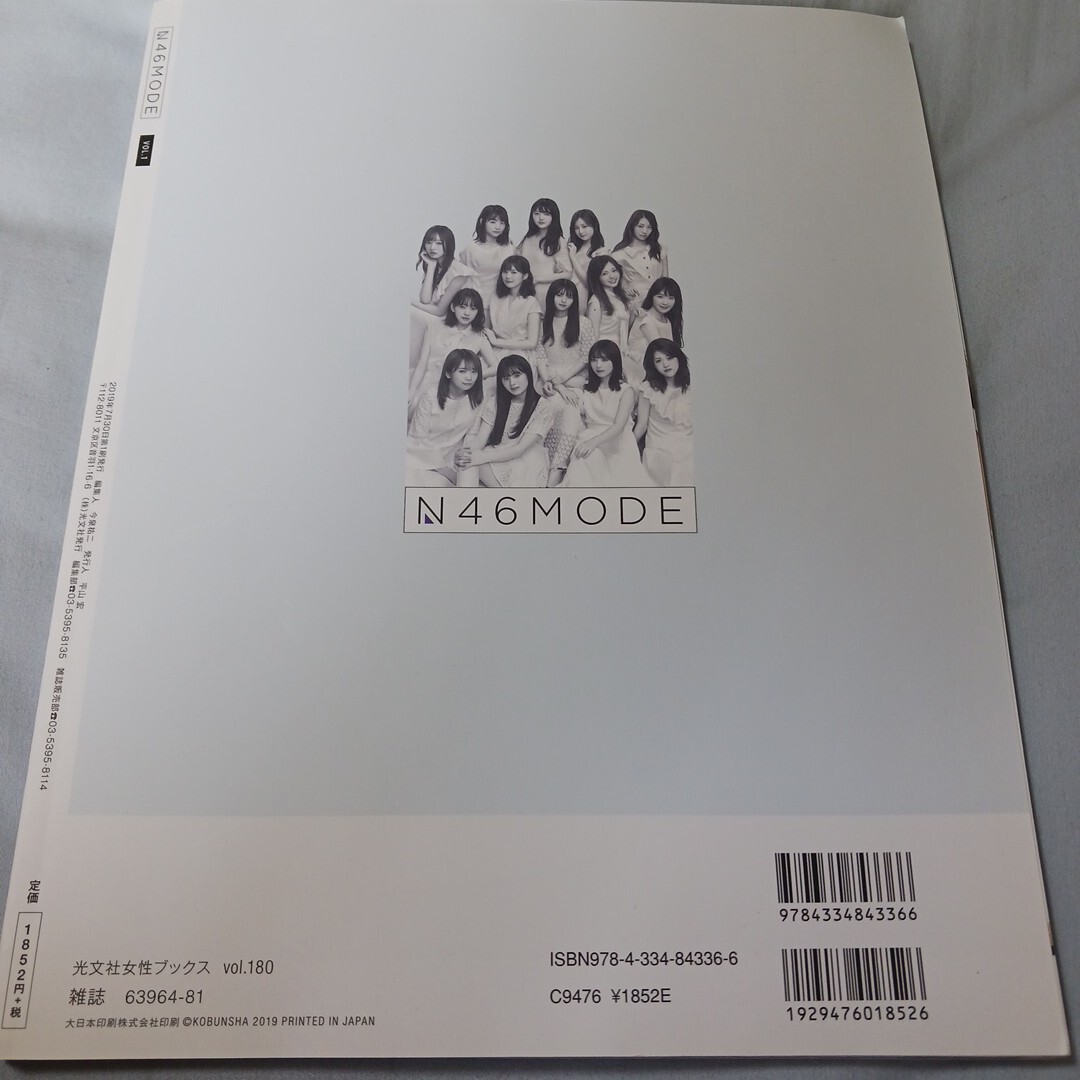 N46MODE
VOL.1
2019年7月30日第1刷発行 編集人 今泉祐二 発行人 平山 宏
〒112-8011 文京区音羽1-16-6 (株)光文社発行 編集部☎03-5395-8135 雑誌販売部☎03-5395-8114
定価 1852円+税
N46MODE
9784334843366
ISBN978-4-334-84336-6
C9476 ¥1852E
1929476018526
光文社女性ブックス vol.180
雑誌 63964-81
大日本印刷株式会社印刷 ©KOBUNSHA 2019 PRINTED IN JAPAN